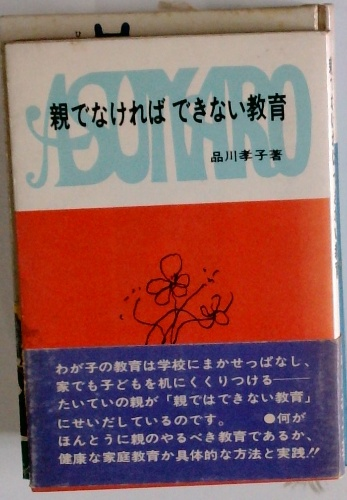 ASUNARO
親でなければ できない教育
品川孝子著
わが子の教育は学校にまかせっぱなし、
家でも子どもを机にくくりつける――
たいていの親が「親ではできない教育」
にせいだしているのです。 ●何が
ほんとうに親のやるべき教育であるか、
健康な家庭教育か具体的な方法と実践!!